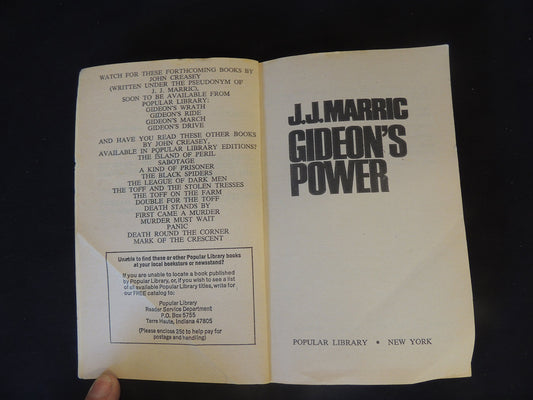 WATCH FOR THESE FORTHCOMING BOOKS BY
JOHN CREASEY
(WRITTEN UNDER THE PSEUDONYM OF
J. J. MARRIC),
SOON TO BE AVAILABLE FROM
POPULAR LIBRARY:
GIDEON'S WRATH
GIDEON'S RIDE
GIDEON'S MARCH
GIDEON'S DRIVE
AND HAVE YOU READ THESE OTHER BOOKS
BY JOHN CREASEY,
AVAILABLE IN POPULAR LIBRARY EDITIONS?
THE ISLAND OF PERIL
SABOTAGE
A KIND OF PRISONER
THE BLACK SPIDERS
THE LEAGUE OF DARK MEN
THE TOFF AND THE STOLEN TRESSES
THE TOFF ON THE FARM
DOUBLE FOR THE TOFF
DEATH STANDS BY
FIRST CAME A MURDER
MURDER MUST WAIT
PANIC
DEATH ROUND THE CORNER
MARK OF THE CRESCENT
Unable to find these or other Popular Library books
at your local bookstore or newsstand?
If you are unable to locate a book published
by Popular Library, or, if you wish to see a list
of all available Popular Library titles, write for
our FREE catalog to:
Popular Library
Reader Service Department
P.O. Box 5755
Terre Haute, Indiana 47805
(Please enclose 25¢ to help pay for
postage and handling)
J.J. MARRIC
GIDEON'S
POWER
POPULAR LIBRARY • NEW YORK